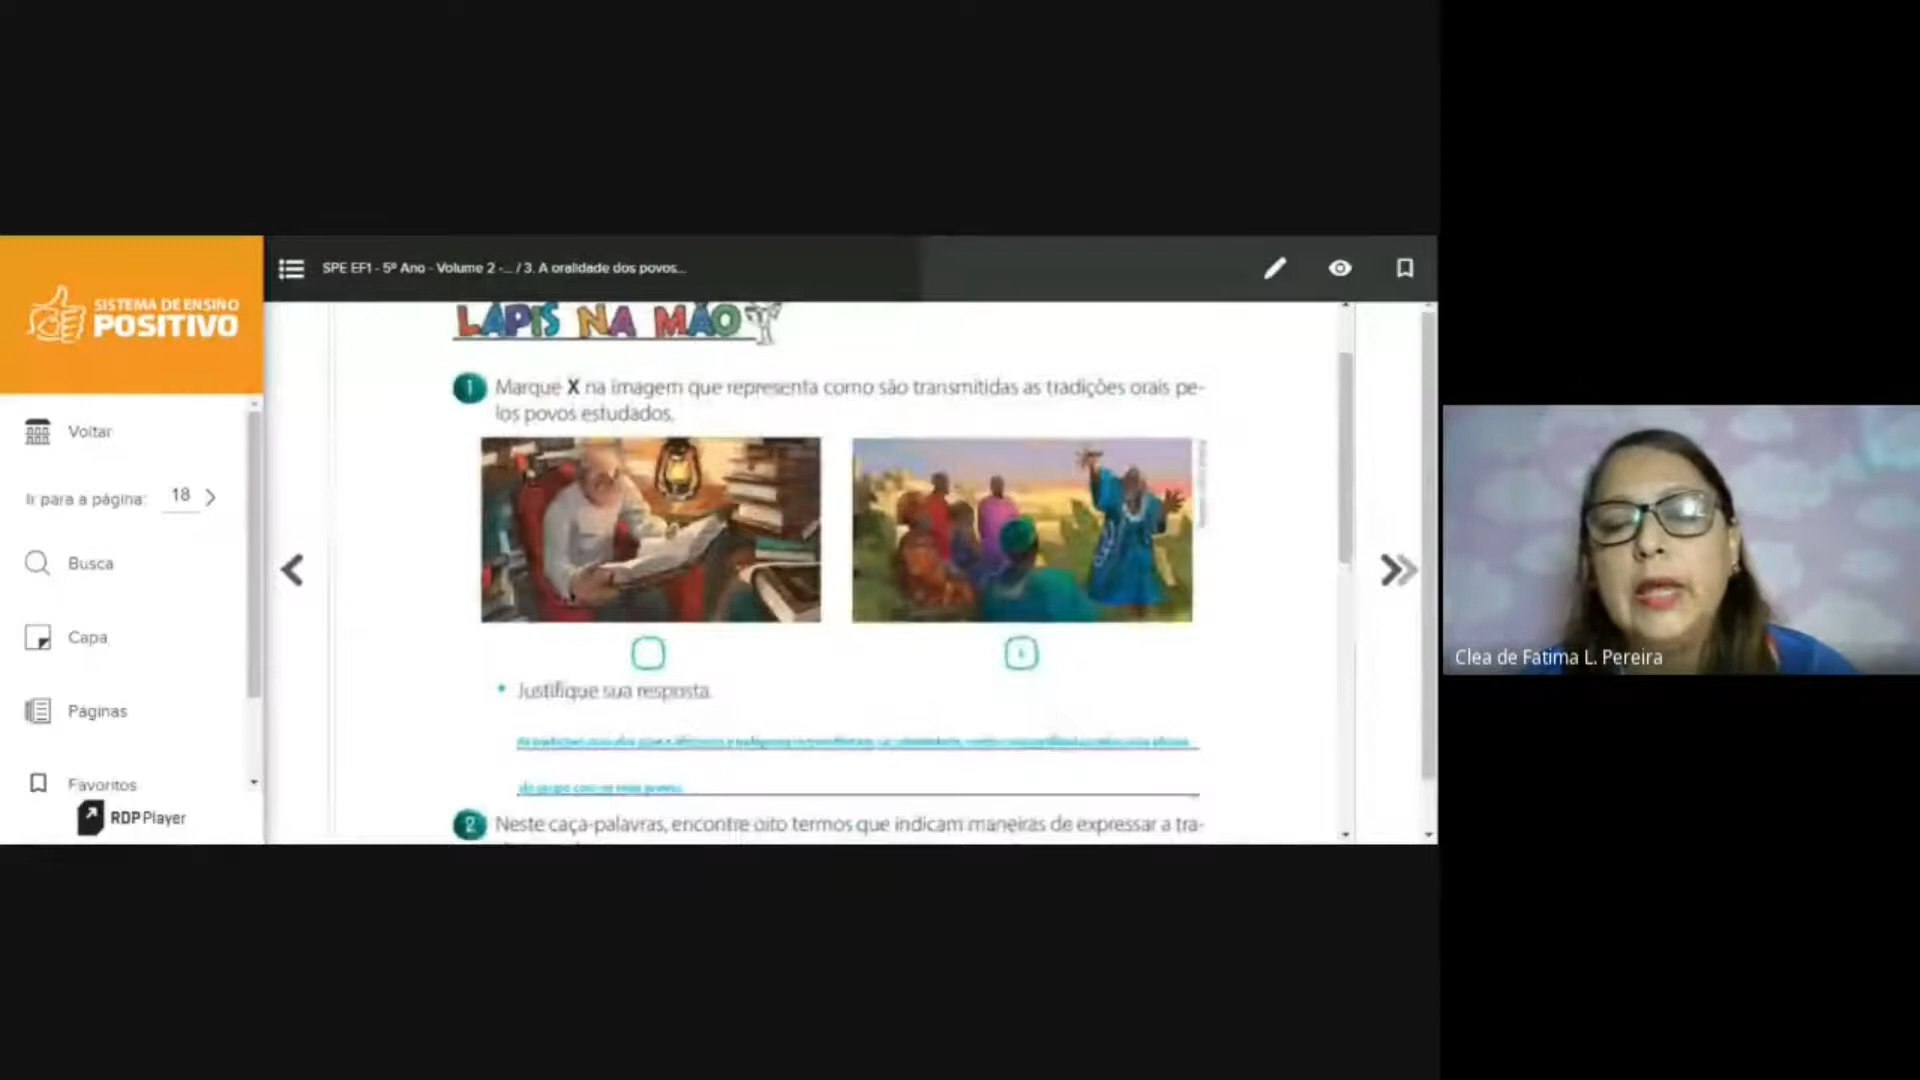 SISTEMA DE ENSINO
POSITIVO
SPE EF1 - 5º Ano - Volume 2 -... / 3. A oralidade dos povos...
Voltar
Ir para a página: 18
Busca
Capa
Páginas
Favoritos
RDP Player
LÁPIS NA MÃO
1 Marque X na imagem que representa como são transmitidas as tradições orais pe-
los povos estudados.
Justifique sua resposta.
2 Neste caça-palavras, encontre oito termos que indicam maneiras de expressar a tra-
Clea de Fatima L. Pereira